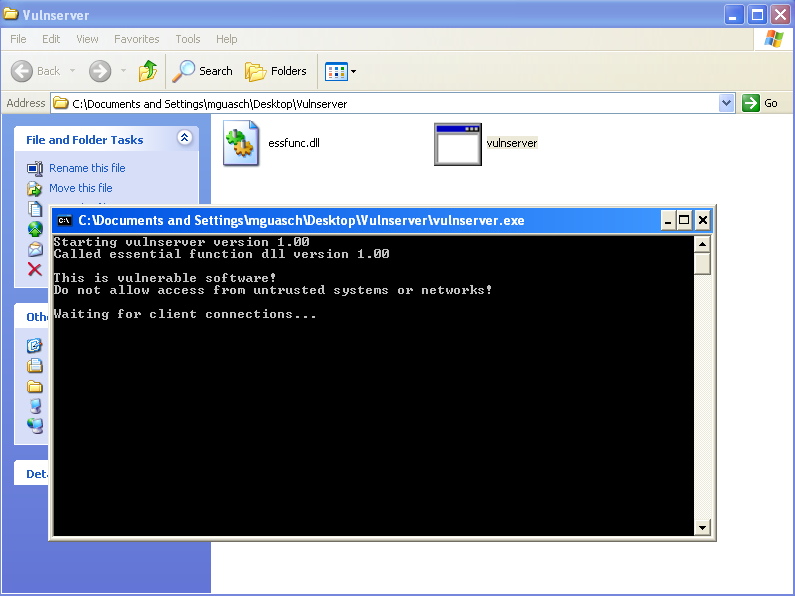 Vulnserver
File Edit View Favorites Tools Help
Back Search Folders
Address C:\Documents and Settings\mguasch\Desktop\Vulnserver Go
File and Folder Tasks
Rename this file
Move this file
essfunc.dll
vulnserver
C:\Documents and Settings\mguasch\Desktop\Vulnserver\vulnserver.exe
Starting vulnserver version 1.00
Called essential function dll version 1.00
This is vulnerable software!
Do not allow access from untrusted systems or networks!
Waiting for client connections...